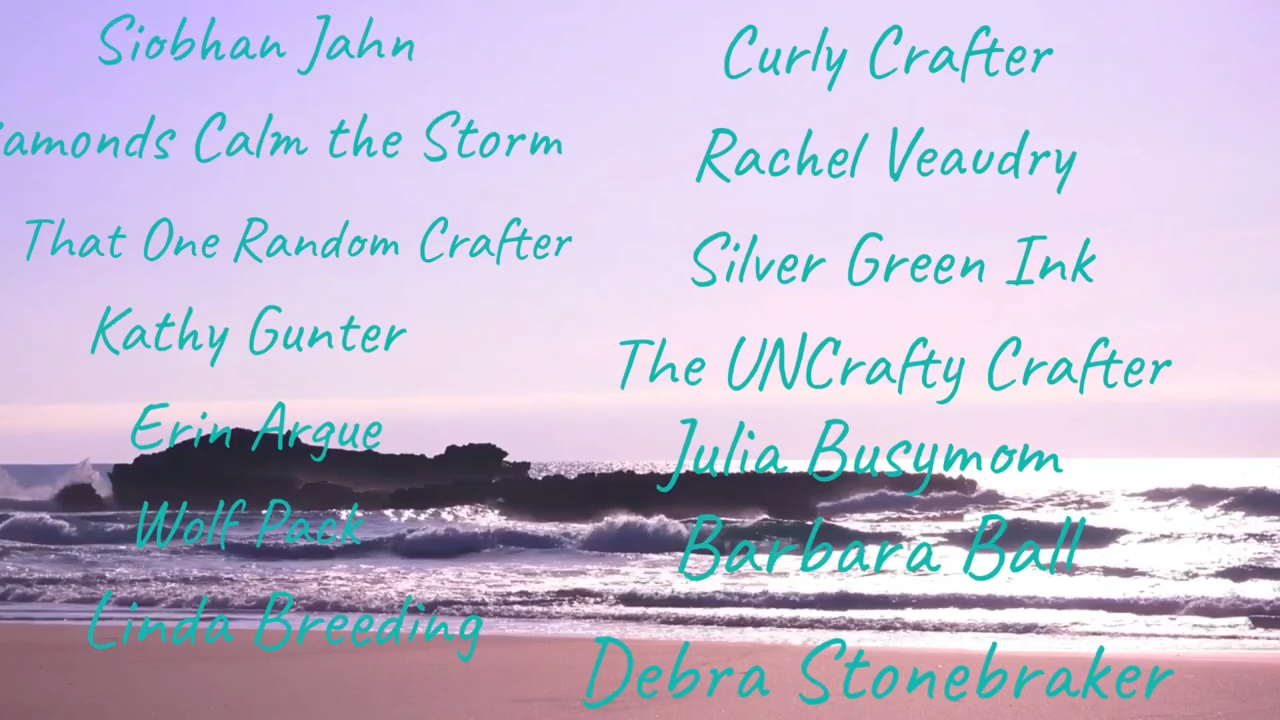 Siobhan Jahn
Calm the Storm
That One Random Crafter
Kathy Gunter
Erin Argue
Wolf Pack
Linda Breeding
Curly Crafter
Rachel Veaudry
Silver Green Ink
The UNCrafty Crafter
Julia Busymom
Barbara Ball
Debra Stonebraker